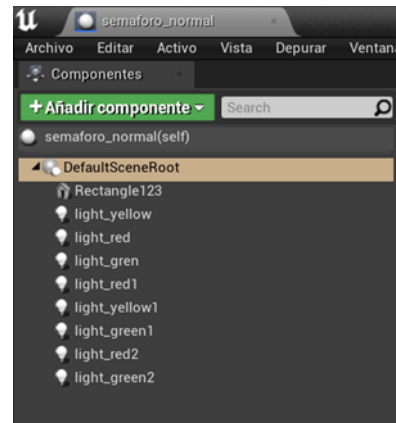 semaforo_normal
Archivo Editar Activo Vista Depurar
Componentes
+Añadir componente Search
semaforo_normal(self)
DefaultSceneRoot
Rectangle123
light_yellow
light_red
light_gren
light_red1
light_yellow1
light_green1
light_red2
light_green2